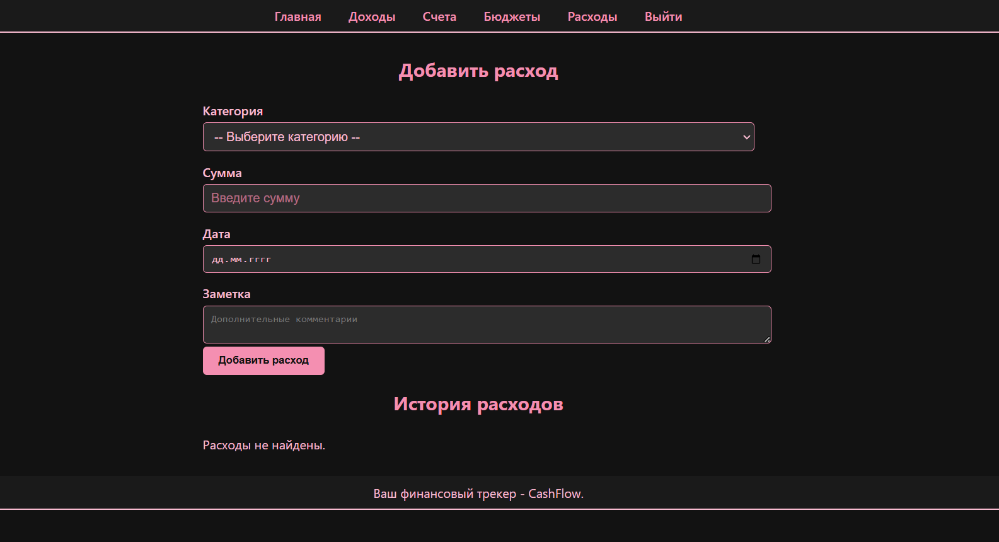 Главная Доходы Счета Бюджеты Расходы Выйти
Добавить расход
Категория
-- Выберите категорию --
Сумма
Введите сумму
Дата
дд.мм.гггг
Заметка
Дополнительные комментарии
Добавить расход
История расходов
Расходы не найдены.
Ваш финансовый трекер - CashFlow.